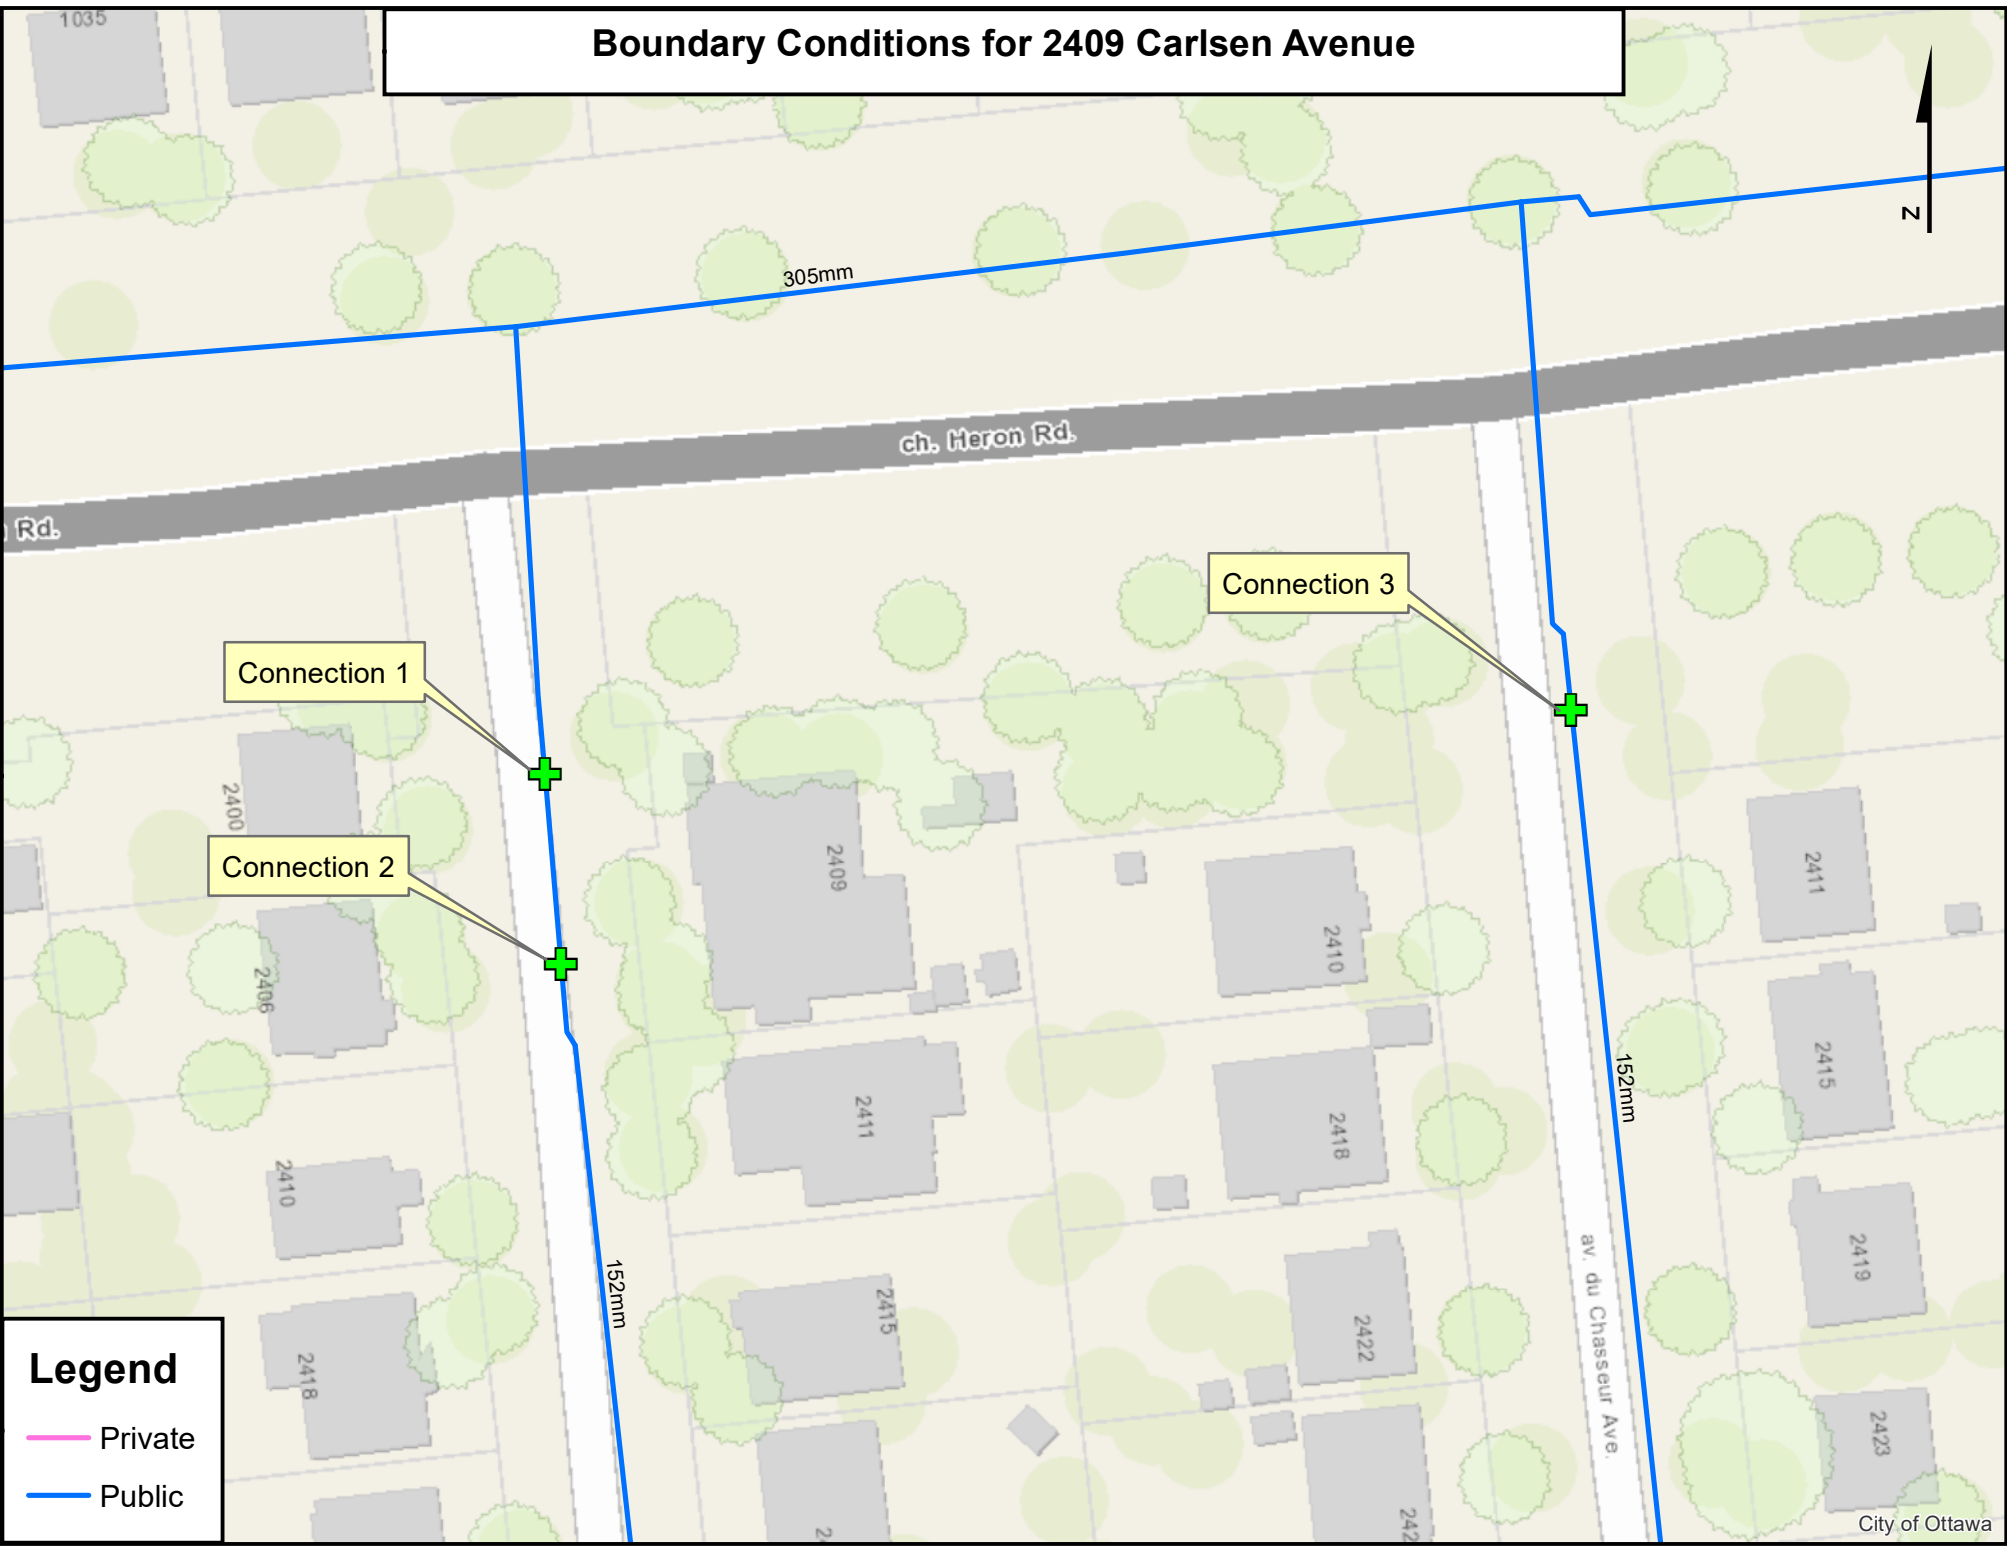 1035
Boundary Conditions for 2409 Carlsen Avenue
N
305mm
ch. Heron Rd.
Rd.
Connection 3
Connection 1
2400
Connection 2
2409
2411
2410
2406
2415
152mm
2411
2418
2410
2419
152mm
2415
2422
av. du Chasseur Ave.
2418
2423
Legend
Private
Public
City of Ottawa